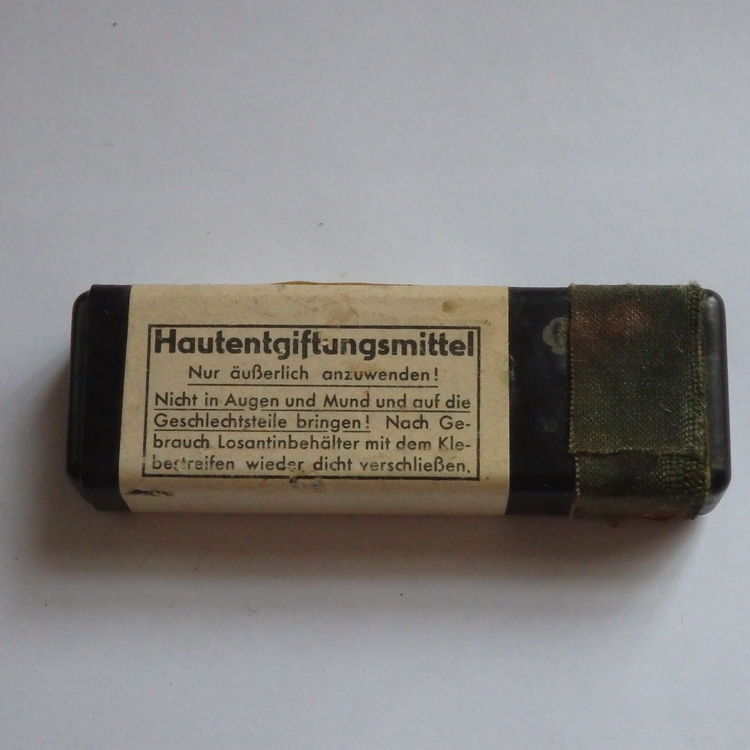 Hautentgiftungsmittel
Nur äußerlich anzuwenden!
Nicht in Augen und Mund und auf die
Geschlechtsteile bringen! Nach Ge-
brauch Losantinbehälter mit dem Kle-
bestreifen wieder dicht verschließen.